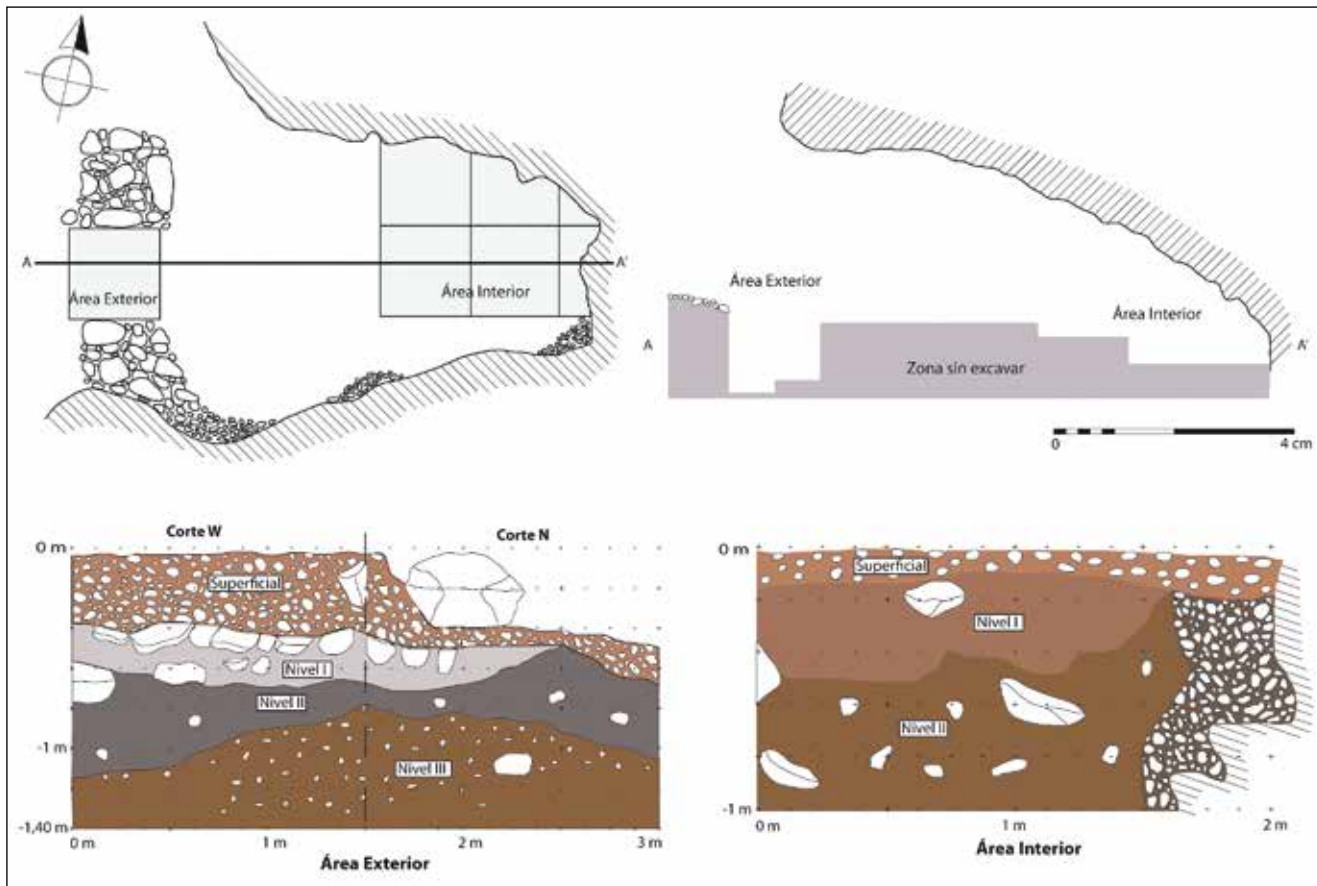 A
A'
Área Exterior
Área Interior
Área Exterior
Área Interior
A
A'
Zona sin excavar
0
4 cm
Corte W
Corte N
0 m
Superficial
Nivel I
Nivel II
-1 m
Nivel III
-1,40 m
0 m
1 m
2 m
3 m
Área Exterior
0 m
Superficial
Nivel I
Nivel II
-1 m
0 m
1 m
2 m
Área Interior